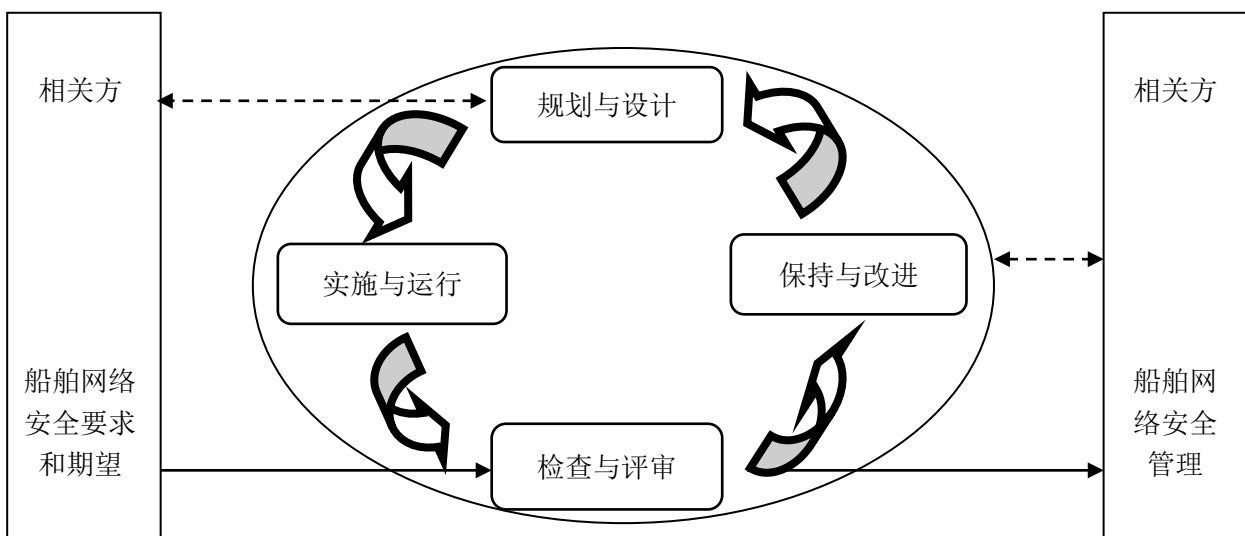 相关方
规划与设计
相关方
实施与运行
保持与改进
船舶网络
安全要求
和期望
检查与评审
船舶网
络安全
管理